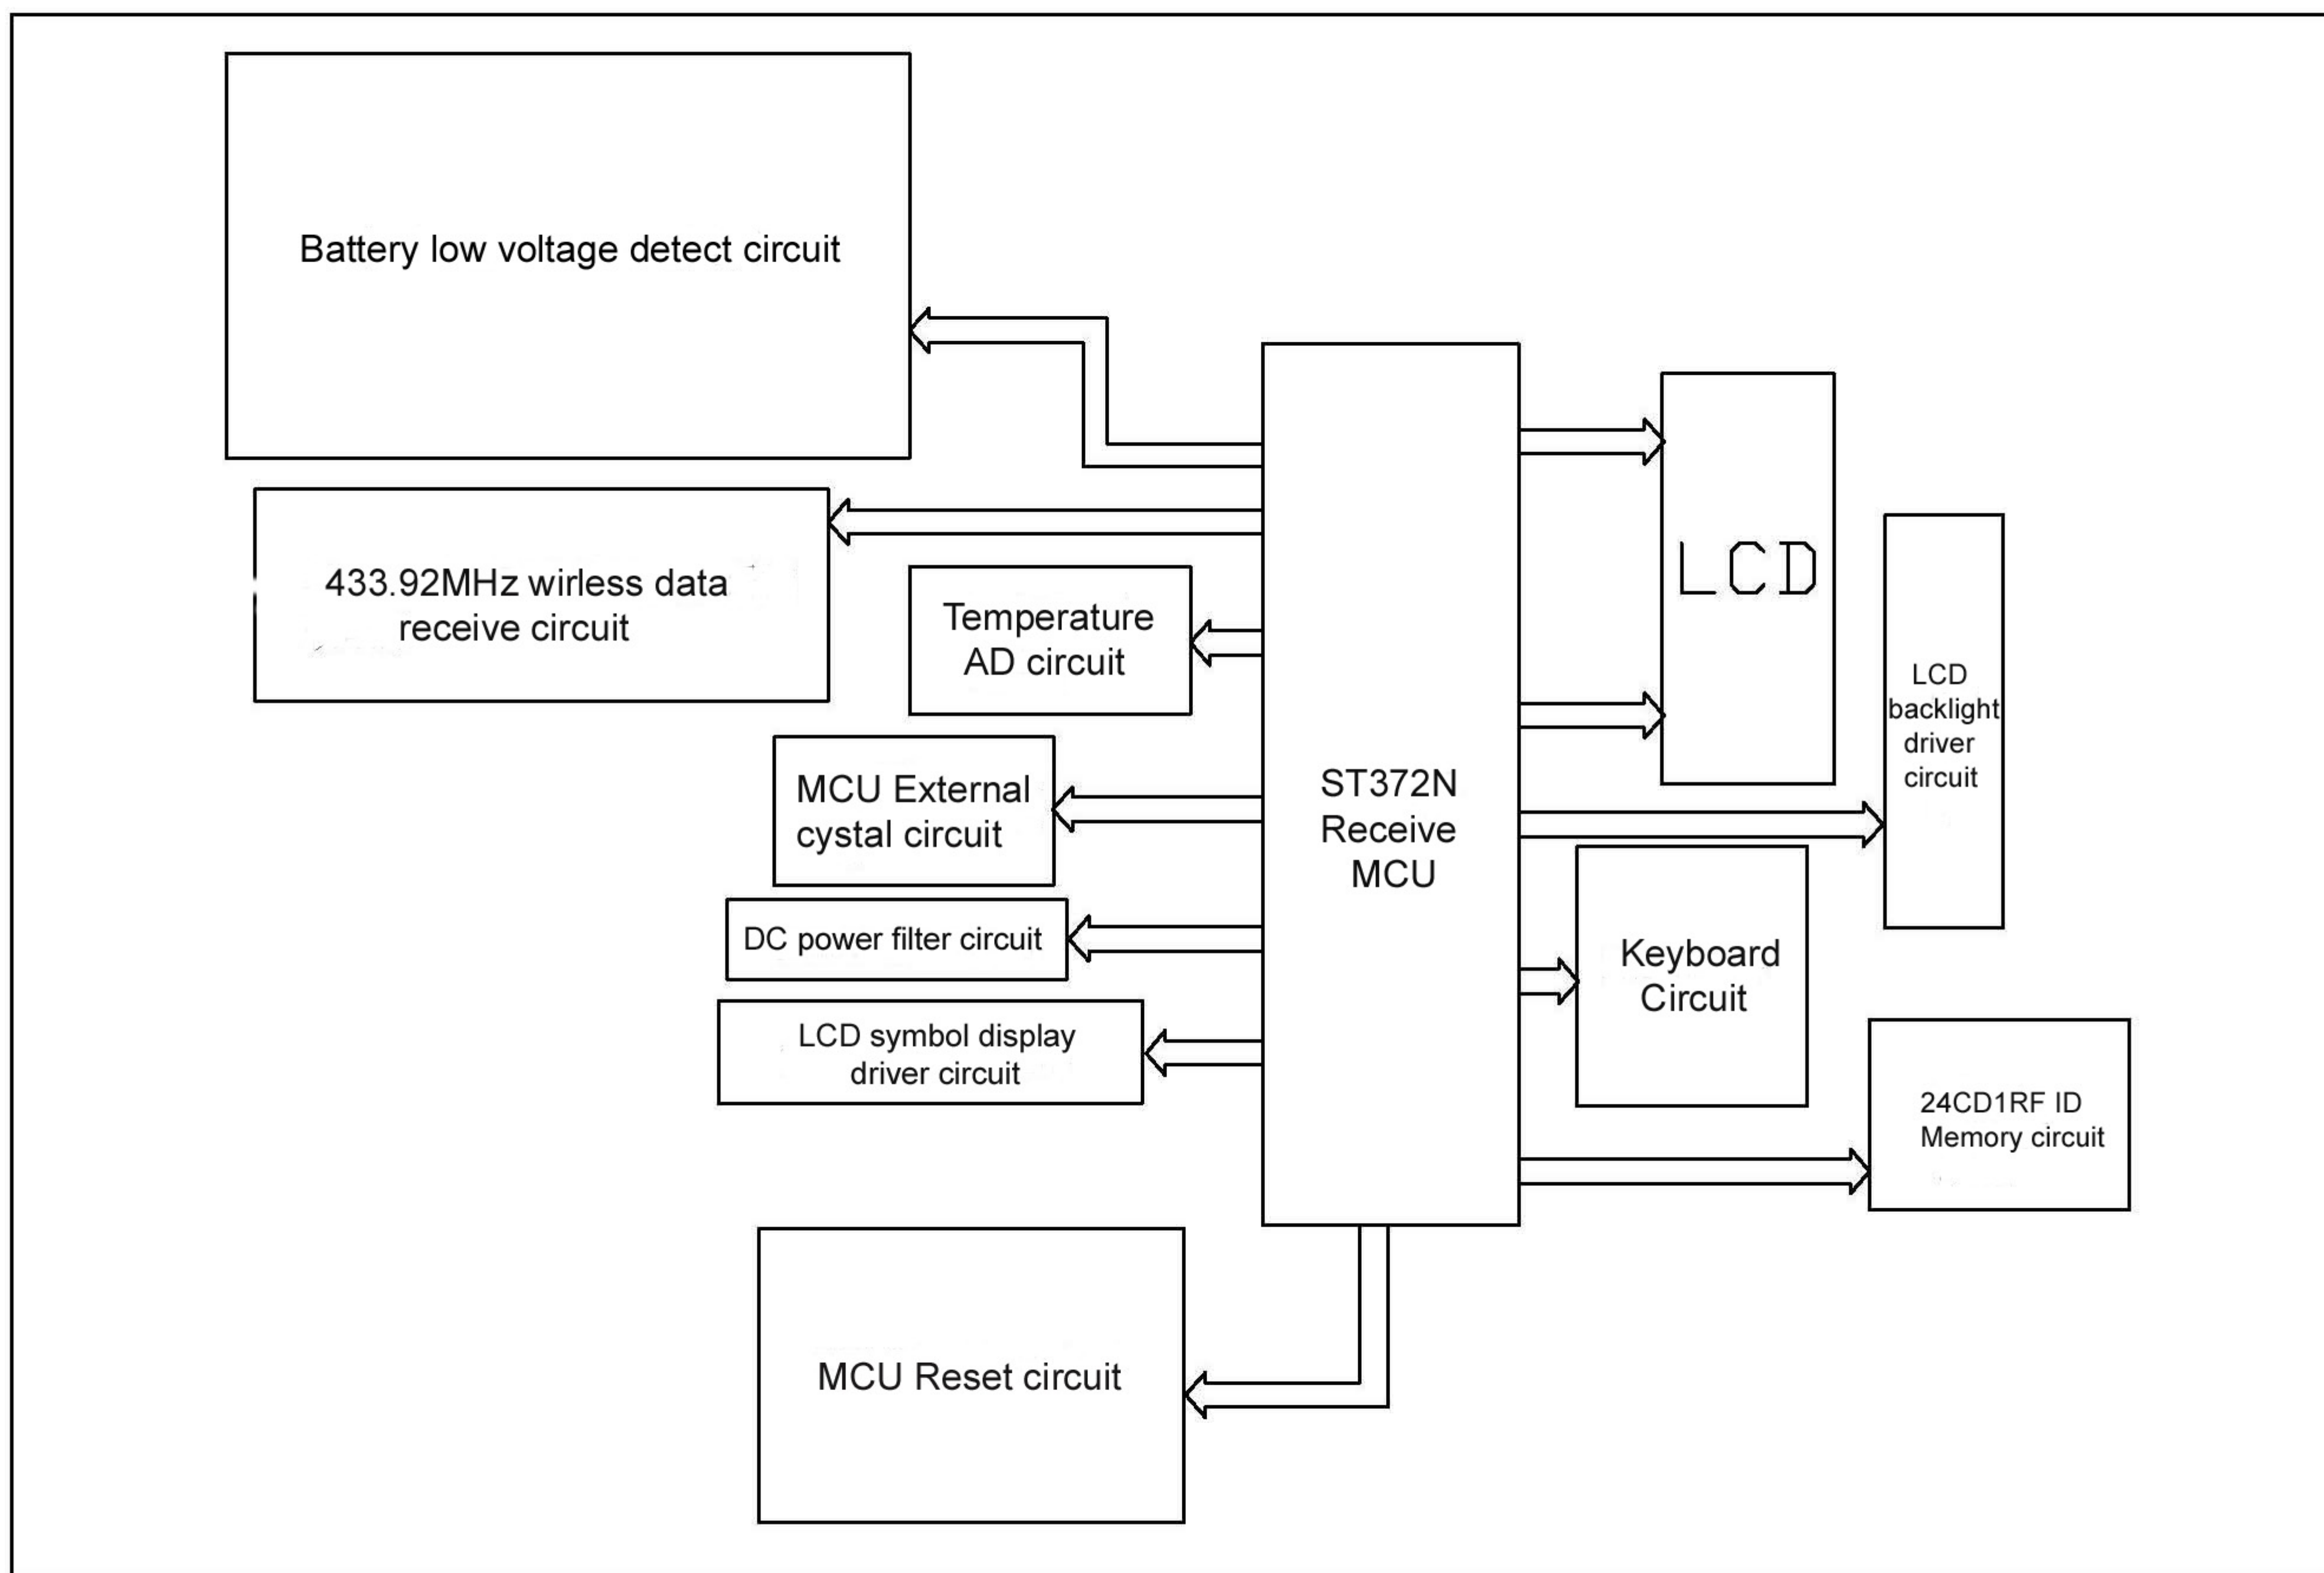 Battery low voltage detect circuit
433.92MHz wirless data
receive circuit
Temperature
AD circuit
MCU External
cystal circuit
DC power filter circuit
LCD symbol display
driver circuit
MCU Reset circuit
ST372N
Receive
MCU
LCD
LCD
backlight
driver
circuit
Keyboard
Circuit
24CD1RF ID
Memory circuit